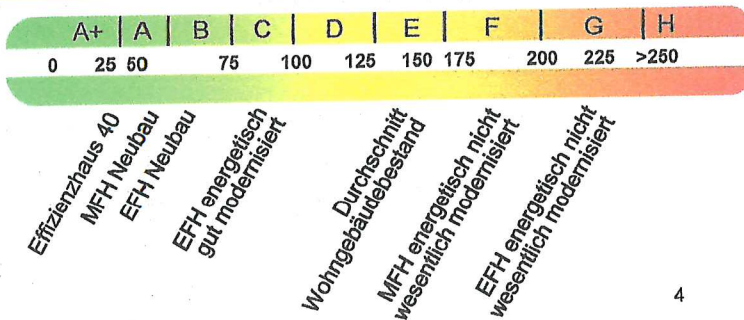 A+ A B C D E F G H
0 25 50 75 100 125 150 175 200 225 >250
Effizienzhaus 40
MFH Neubau
EFH Neubau
EFH energetisch
gut modernisiert
Durchschnitt
Wohngebäudebestand
MFH energetisch nicht
wesentlich modernisiert
EFH energetisch nicht
wesentlich modernisiert
4